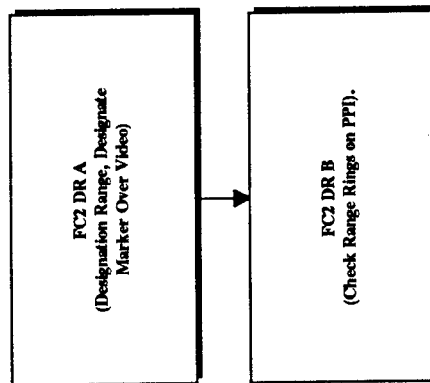 FC2 DR A
(Designation Range, Designate
Marker Over Video)
FC2 DR B
(Check Range Rings on PPI).